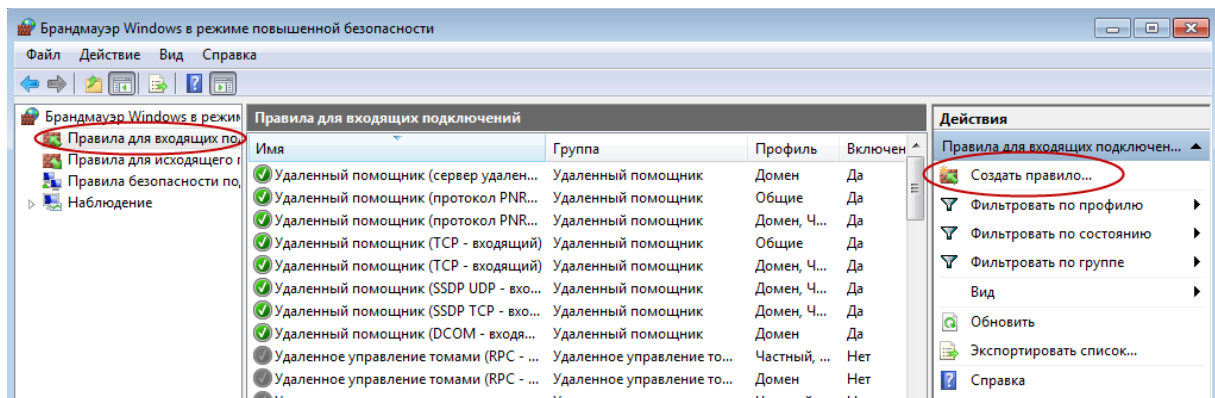 Брандмауэр Windows в режиме повышенной безопасности
Файл Действие Вид Справка
Брандмауэр Windows в режим
Правила для входящих по
Правила для исходящего
Правила безопасности по
Наблюдение
Правила для входящих подключений
Имя Группа Профиль Включен
Удаленный помощник (сервер удален... Удаленный помощник Домен Да
Удаленный помощник (протокол PNR... Удаленный помощник Общие Да
Удаленный помощник (протокол PNR... Удаленный помощник Домен, Ч... Да
Удаленный помощник (TCP - входящий) Удаленный помощник Общие Да
Удаленный помощник (TCP - входящий) Удаленный помощник Домен, Ч... Да
Удаленный помощник (SSDP UDP - вхо... Удаленный помощник Домен, Ч... Да
Удаленный помощник (SSDP TCP - вхо... Удаленный помощник Домен, Ч... Да
Удаленный помощник (DCOM - входя... Удаленный помощник Домен Да
Удаленное управление томами (RPC - ... Удаленное управление то... Частный, ... Нет
Удаленное управление томами (RPC - ... Удаленное управление то... Домен Нет
Действия
Правила для входящих подключен...
Создать правило...
Фильтровать по профилю
Фильтровать по состоянию
Фильтровать по группе
Вид
Обновить
Экспортировать список...
Справка